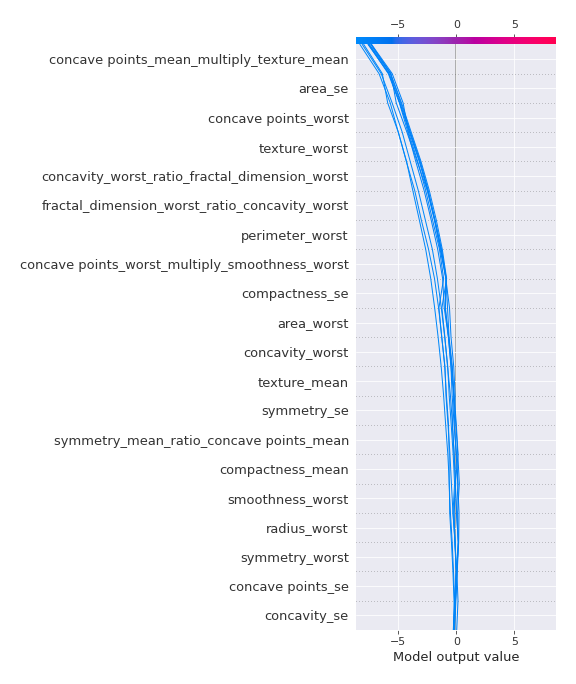 −5 0 5
concave points_mean_multiply_texture_mean
area_se
concave points_worst
texture_worst
concavity_worst_ratio_fractal_dimension_worst
fractal_dimension_worst_ratio_concavity_worst
perimeter_worst
concave points_worst_multiply_smoothness_worst
compactness_se
area_worst
concavity_worst
texture_mean
symmetry_se
symmetry_mean_ratio_concave points_mean
compactness_mean
smoothness_worst
radius_worst
symmetry_worst
concave points_se
concavity_se
−5 0 5
Model output value